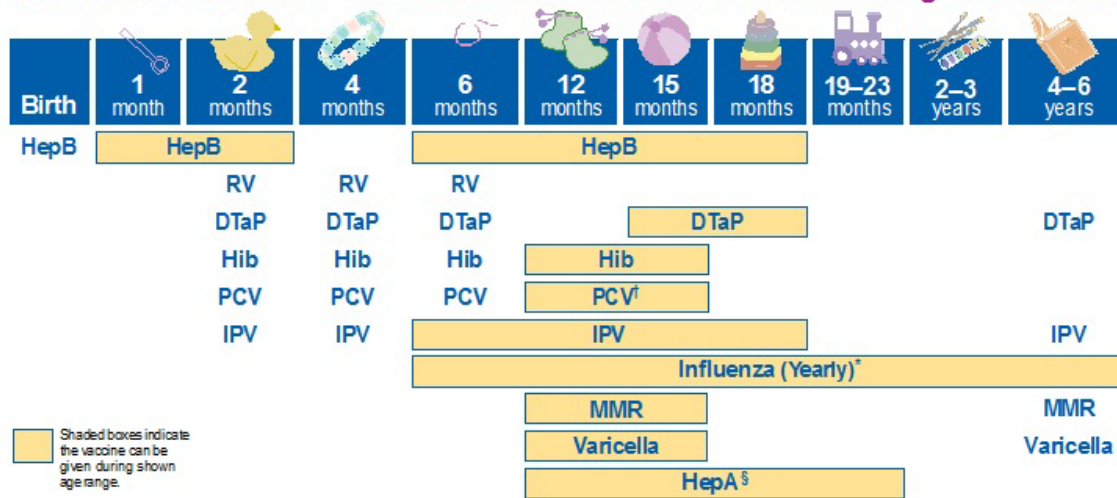 Birth 1 month 2 months 4 months 6 months 12 months 15 months 18 months 19–23 months 2–3 years 4–6 years
HepB HepB HepB
RV RV RV
DTaP DTaP DTaP DTaP DTaP
Hib Hib Hib Hib
PCV PCV PCV PCV†
IPV IPV IPV IPV
Influenza (Yearly)*
MMR MMR
Varicella Varicella
HepA§
Shaded boxes indicate
the vaccine can be
given during shown
age range.